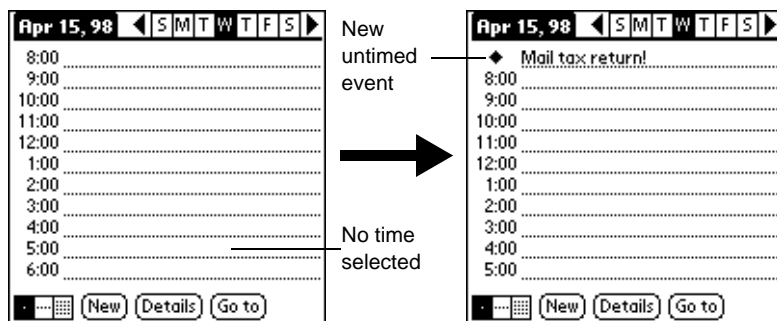 Apr 15, 98 S M T W T F S
8:00
9:00
10:00
11:00
12:00
1:00
2:00
3:00
4:00
5:00
6:00
New Details Go to
New
untimed
event
No time
selected
Apr 15, 98 S M T W T F S
Mail tax return!
8:00
9:00
10:00
11:00
12:00
1:00
2:00
3:00
4:00
5:00
New Details Go to